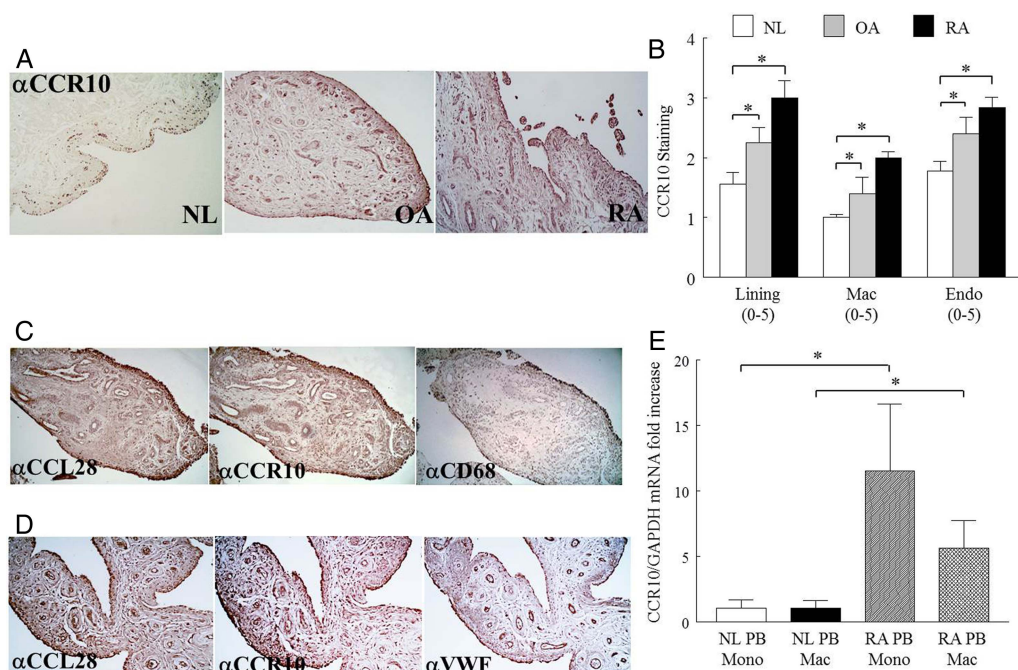 A
αCCR10
NL
OA
RA
B
NL OA RA
CCR10 Staining
4
3
2
1
0
* * * * * *
Lining Mac Endo
(0-5) (0-5) (0-5)
C
αCCL28
αCCR10
αCD68
D
αCCL28
αCCR10
αVWF
E
CCR10/GAPDH mRNA fold increase
20
15
10
5
0
* *
NL PB NL PB RA PB RA PB
Mono Mac Mono Mac